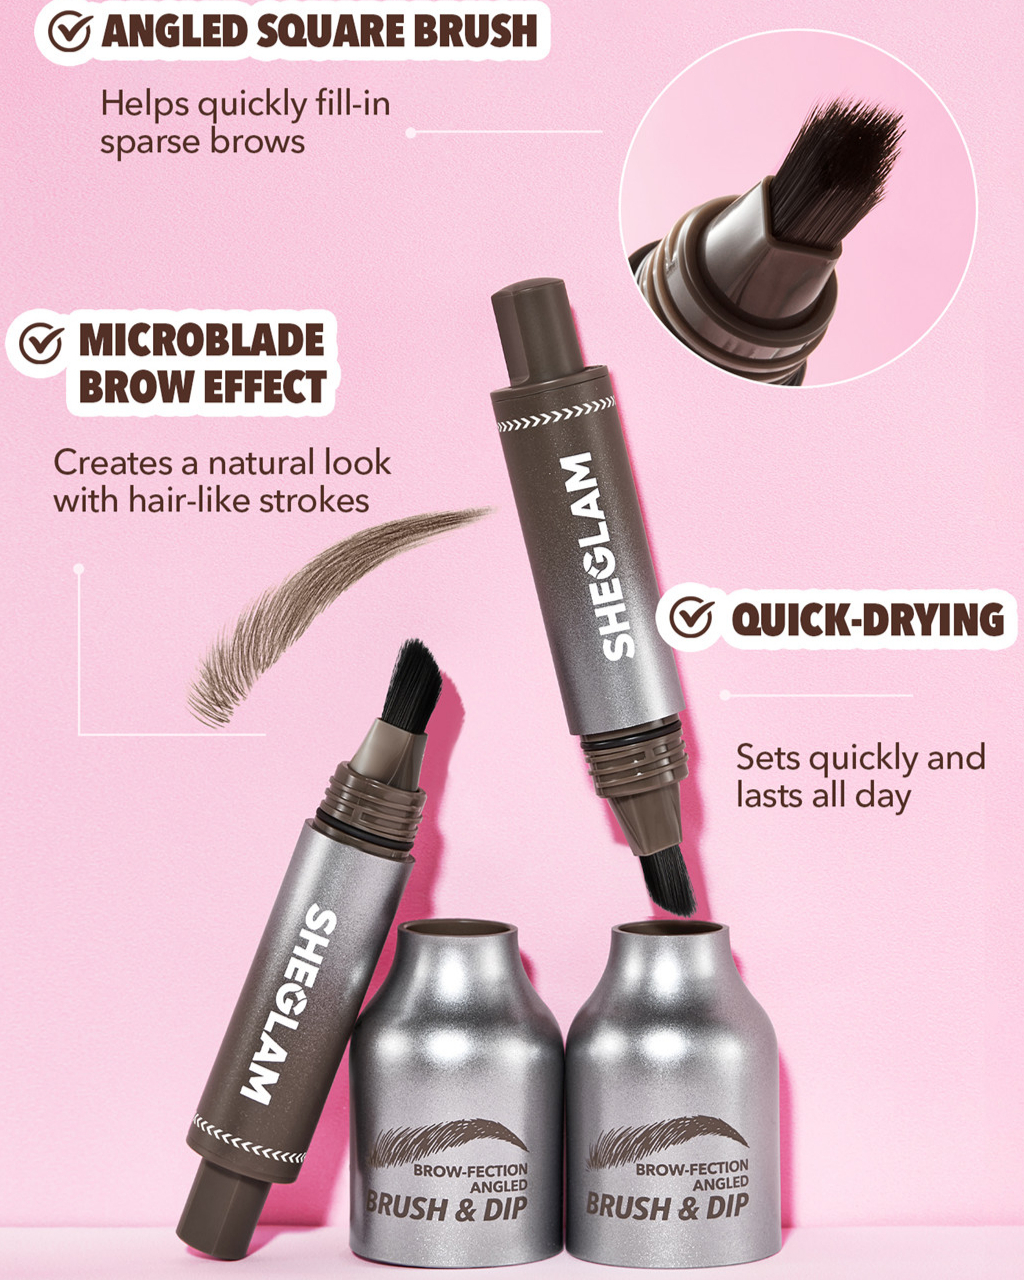 ANGLED SQUARE BRUSH
Helps quickly fill-in
sparse brows
MICROBLADE
BROW EFFECT
Creates a natural look
with hair-like strokes
SHEGLAM
QUICK-DRYING
Sets quickly and
lasts all day
SHEGLAM
BROW-FECTION
ANGLED
BRUSH & DIP
BROW-FECTION
ANGLED
BRUSH & DIP